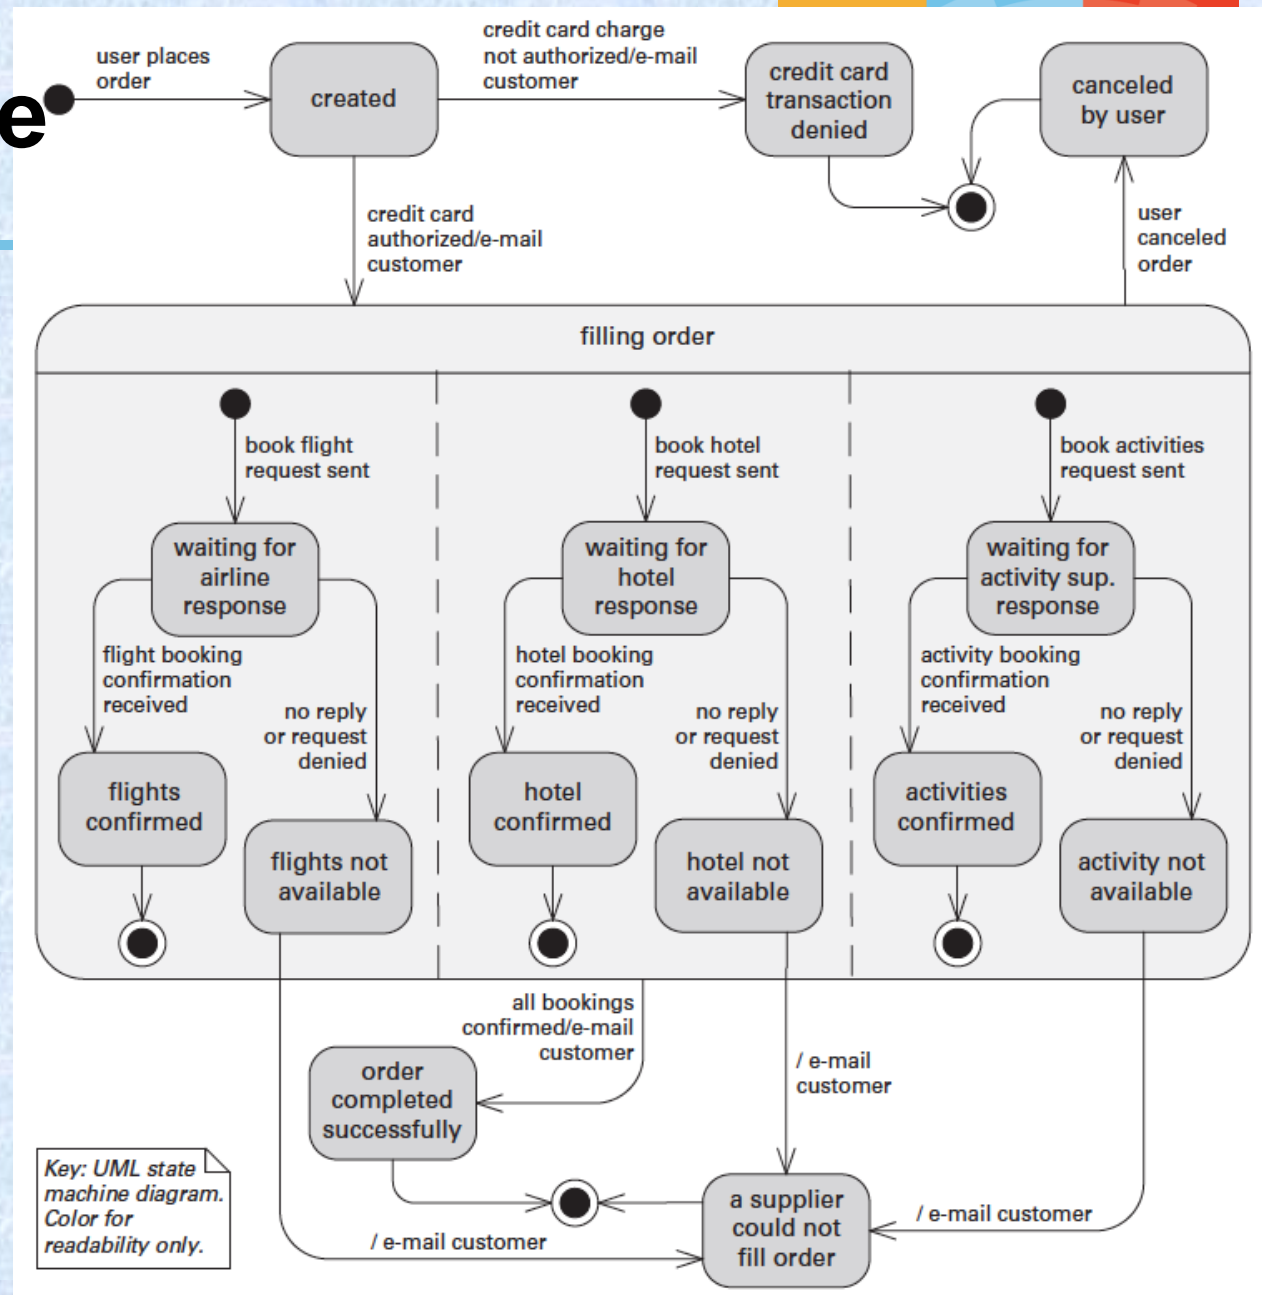 e
user places
order
created
credit card charge
not authorized/e-mail
customer
credit card
transaction
denied
canceled
by user
credit card
authorized/e-mail
customer
user
canceled
order
filling order
book flight
request sent
waiting for
airline
response
flight booking
confirmation
received
no reply
or request
denied
flights
confirmed
flights not
available
book hotel
request sent
waiting for
hotel
response
hotel booking
confirmation
received
no reply
or request
denied
hotel
confirmed
hotel not
available
book activities
request sent
waiting for
activity sup.
response
activity booking
confirmation
received
no reply
or request
denied
activities
confirmed
activity not
available
all bookings
confirmed/e-mail
customer
order
completed
successfully
/ e-mail
customer
a supplier
could not
fill order
/ e-mail customer
/ e-mail customer
Key: UML state
machine diagram.
Color for
readability only.